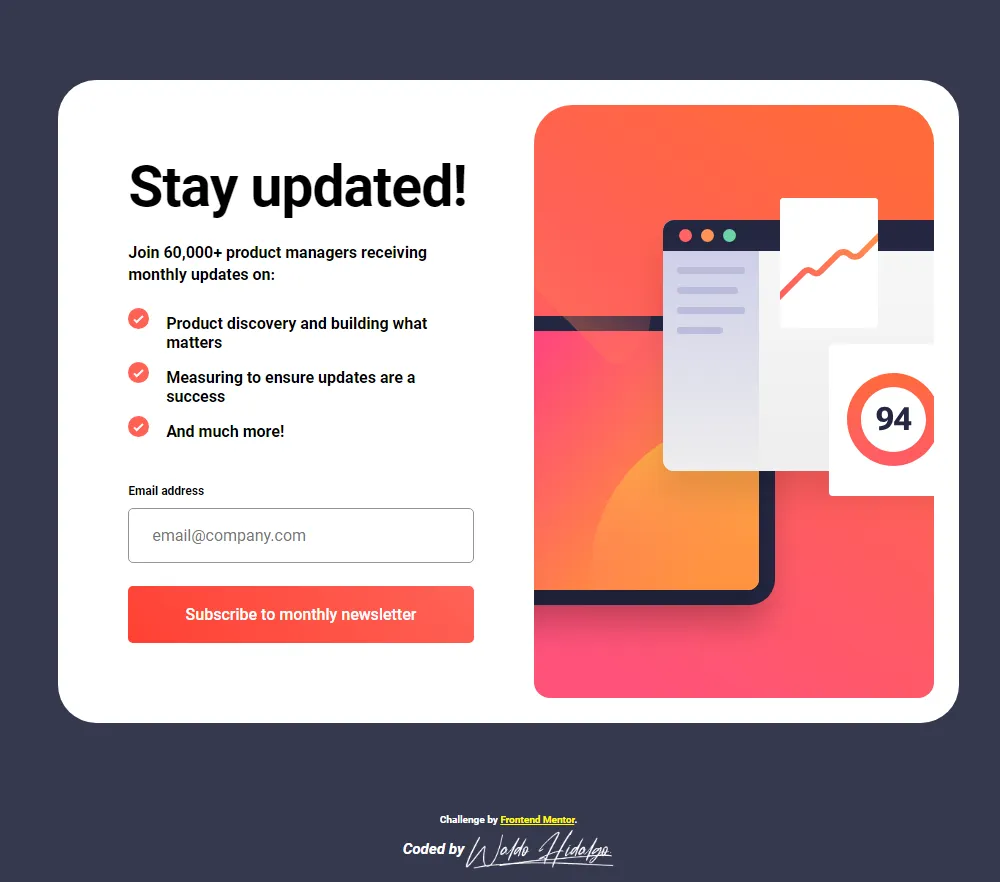 Stay updated!
Join 60,000+ product managers receiving
monthly updates on:
Product discovery and building what
matters
Measuring to ensure updates are a
success
And much more!
Email address
email@company.com
Subscribe to monthly newsletter
94
Challenge by Frontend Mentor.
Coded by Waldo Hidalgo